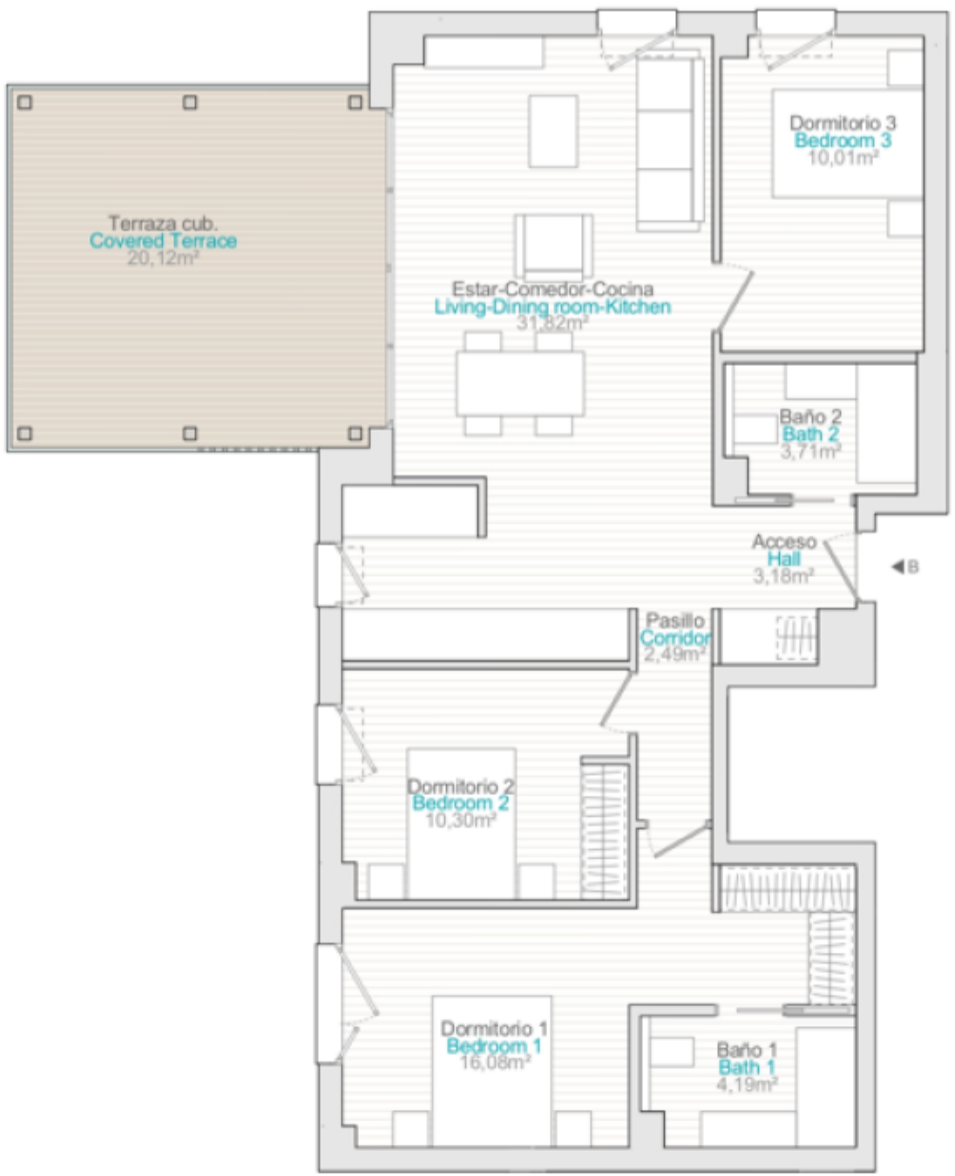 Dormitorio 3
Bedroom 3
10,01m²
Terraza cub.
Covered Terrace
20,12m²
Estar-Comedor-Cocina
Living-Dining room-Kitchen
31,82m²
Baño 2
Bath 2
3,71m²
Acceso
Hall
3,18m²
◀B
Pasillo
Corridor
2,49m²
Dormitorio 2
Bedroom 2
10,30m²
Dormitorio 1
Bedroom 1
16,08m²
Baño 1
Bath 1
4,19m²